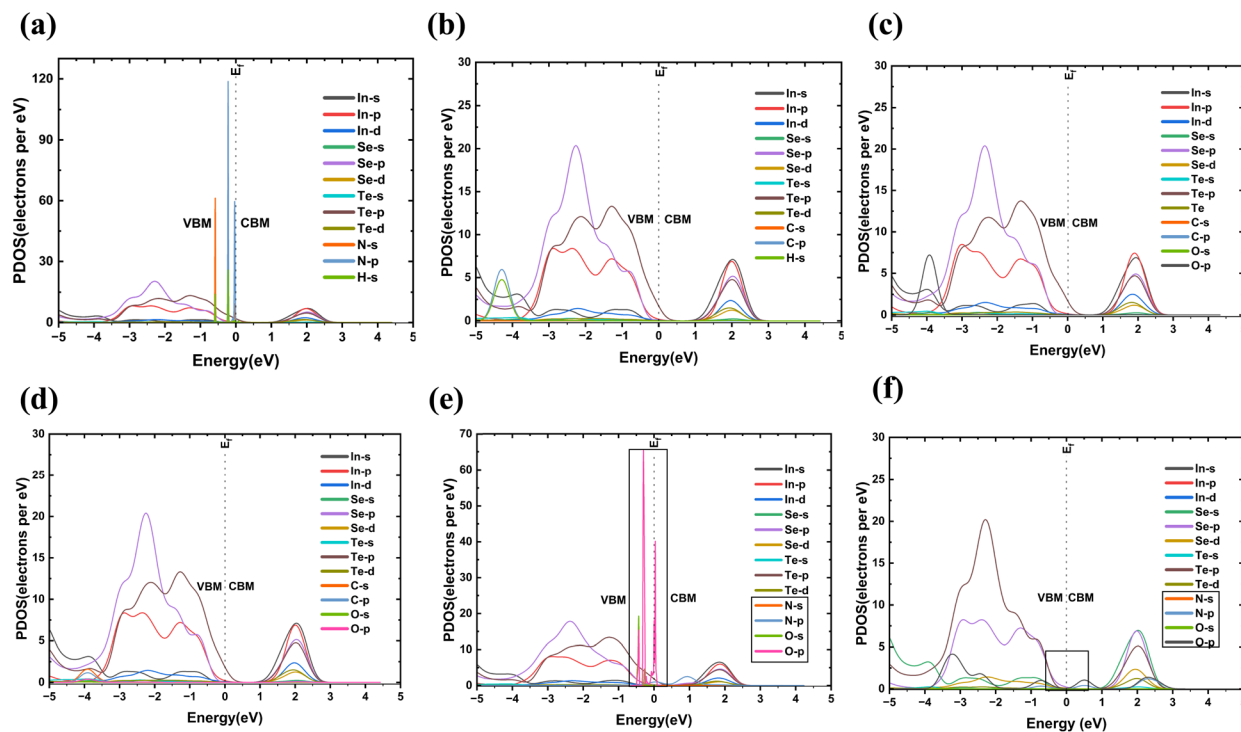 (a)
PDOS(electrons per eV)
120
90
60
30
0
E_f
VBM
CBM
In-s
In-p
In-d
Se-s
Se-p
Se-d
Te-s
Te-p
Te-d
N-s
N-p
H-s
−5 −4 −3 −2 −1 0 1 2 3 4 5
Energy(eV)
(b)
PDOS(electrons per eV)
30
25
20
15
10
5
0
E_f
VBM
CBM
In-s
In-p
In-d
Se-s
Se-p
Se-d
Te-s
Te-p
Te-d
C-s
C-p
H-s
−5 −4 −3 −2 −1 0 1 2 3 4 5
Energy(eV)
(c)
PDOS(electrons per eV)
30
25
20
15
10
5
0
E_f
VBM
CBM
In-s
In-p
In-d
Se-s
Se-p
Se-d
Te-s
Te-p
Te
C-s
C-p
O-s
O-p
−5 −4 −3 −2 −1 0 1 2 3 4 5
Energy(eV)
(d)
PDOS(electrons per eV)
30
25
20
15
10
5
0
E_f
VBM
CBM
In-s
In-p
In-d
Se-s
Se-p
Se-d
Te-s
Te-p
Te-d
C-s
C-p
O-s
O-p
−5 −4 −3 −2 −1 0 1 2 3 4 5
Energy(eV)
(e)
PDOS(electrons per eV)
70
60
50
40
30
20
10
0
E_f
VBM
CBM
In-s
In-p
In-d
Se-s
Se-p
Se-d
Te-s
Te-p
Te-d
N-s
N-p
O-s
O-p
−5 −4 −3 −2 −1 0 1 2 3 4 5
Energy(eV)
(f)
PDOS(electrons per eV)
30
25
20
15
10
5
0
E_f
VBM
CBM
In-s
In-p
In-d
Se-s
Se-p
Se-d
Te-s
Te-p
Te-d
N-s
N-p
O-s
O-p
−5 −4 −3 −2 −1 0 1 2 3 4 5
Energy (eV)